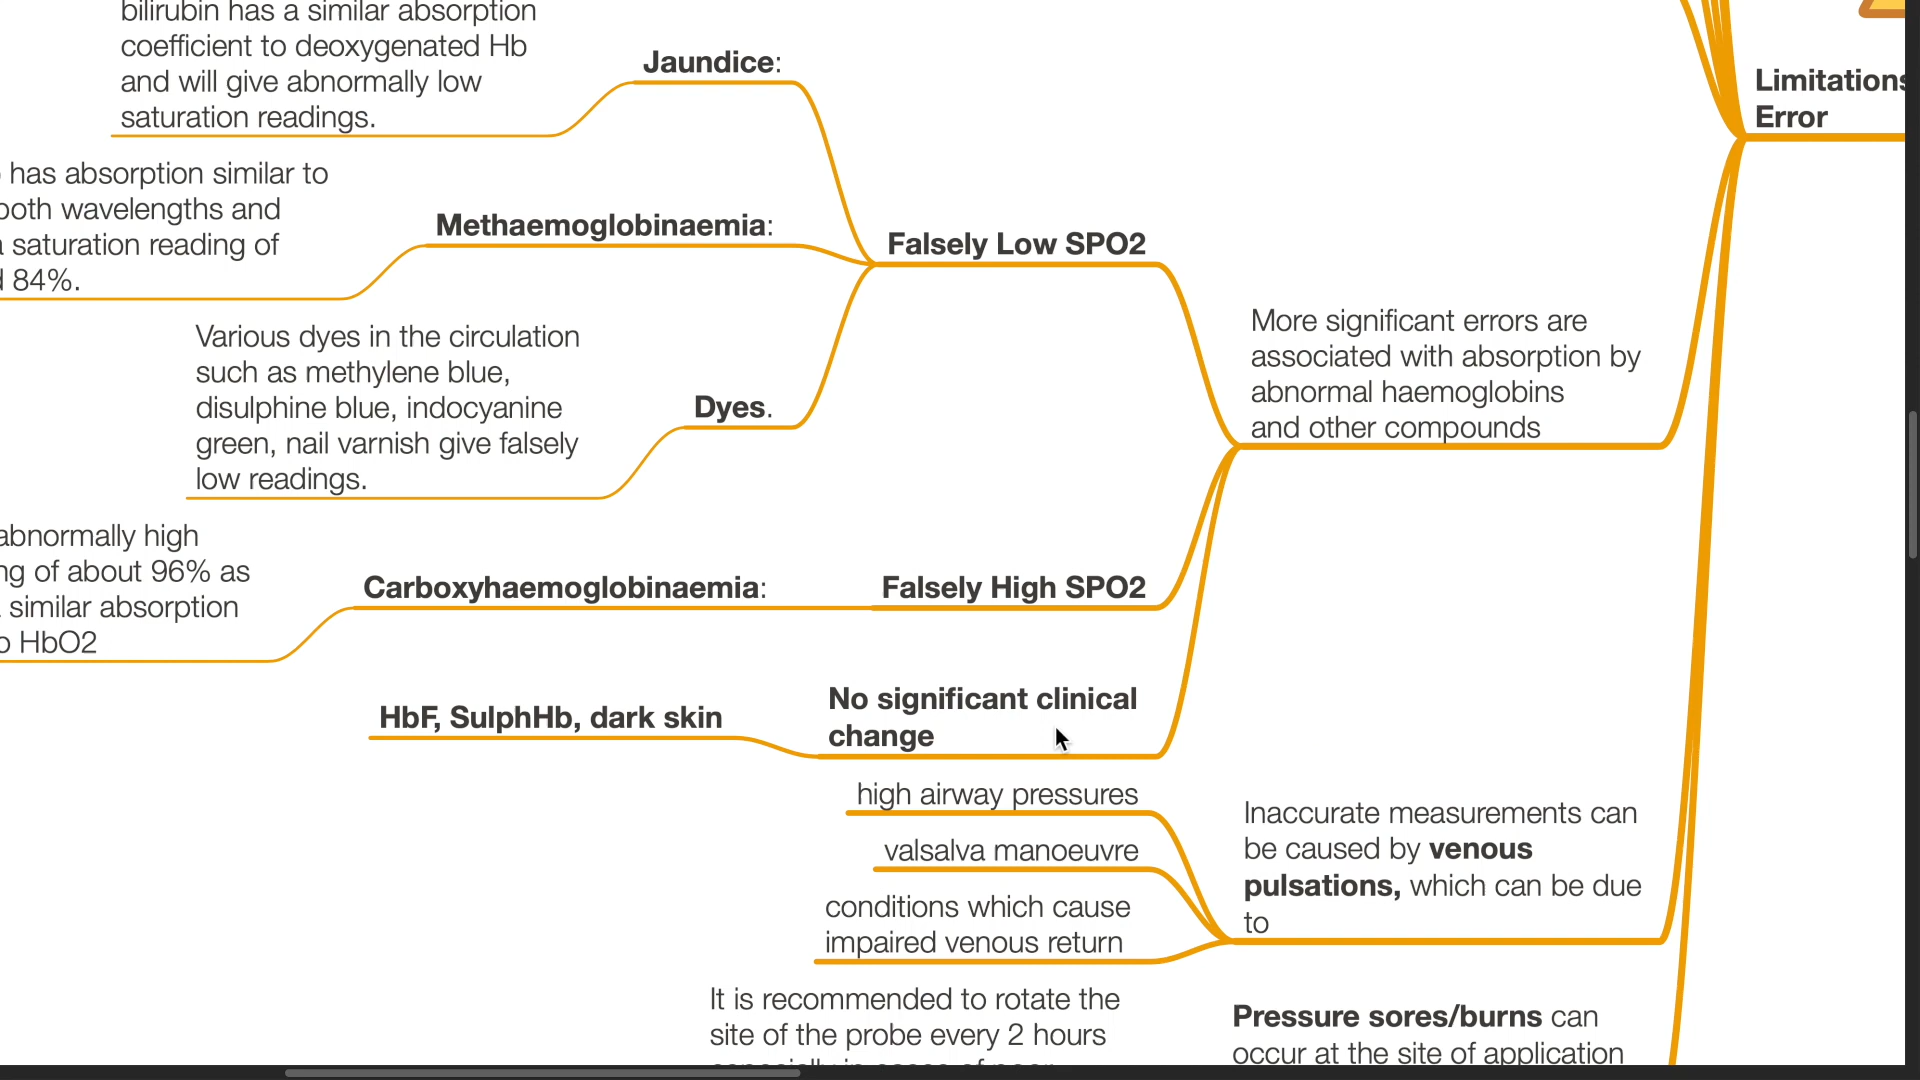 bilirubin has a similar absorption
coefficient to deoxygenated Hb
and will give abnormally low
saturation readings.
Jaundice:
has absorption similar to
both wavelengths and
saturation reading of
84%.
Methaemoglobinaemia:
Various dyes in the circulation
such as methylene blue,
disulphine blue, indocyanine
green, nail varnish give falsely
low readings.
Dyes.
Falsely Low SPO2
abnormally high
of about 96% as
similar absorption
HbO2
Carboxyhaemoglobinaemia:
Falsely High SPO2
HbF, SulphHb, dark skin
No significant clinical
change
More significant errors are
associated with absorption by
abnormal haemoglobins
and other compounds
Limitations
Error
high airway pressures
valsalva manoeuvre
conditions which cause
impaired venous return
Inaccurate measurements can
be caused by venous
pulsations, which can be due
to
It is recommended to rotate the
site of the probe every 2 hours
Pressure sores/burns can
occur at the site of application